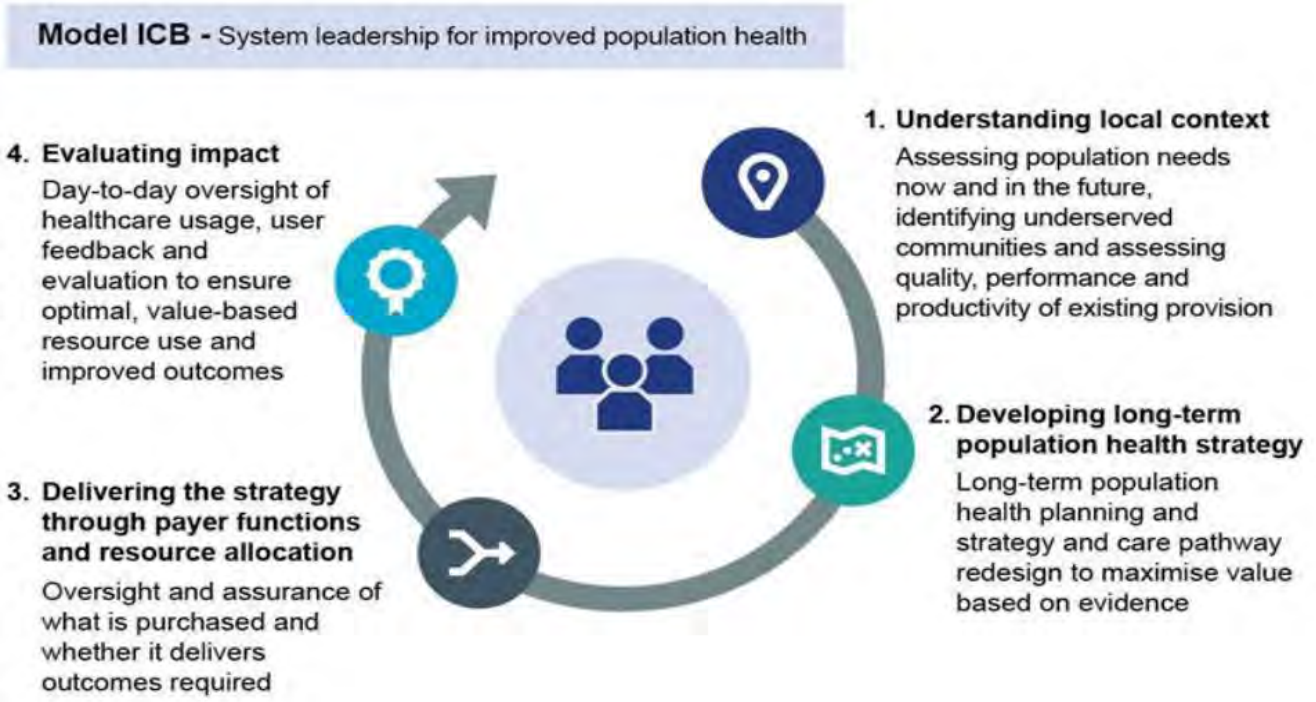 Model ICB - System leadership for improved population health
1. Understanding local context
Assessing population needs
now and in the future,
identifying underserved
communities and assessing
quality, performance and
productivity of existing provision
2. Developing long-term
population health strategy
Long-term population
health planning and
strategy and care pathway
redesign to maximise value
based on evidence
3. Delivering the strategy
through payer functions
and resource allocation
Oversight and assurance of
what is purchased and
whether it delivers
outcomes required
4. Evaluating impact
Day-to-day oversight of
healthcare usage, user
feedback and
evaluation to ensure
optimal, value-based
resource use and
improved outcomes